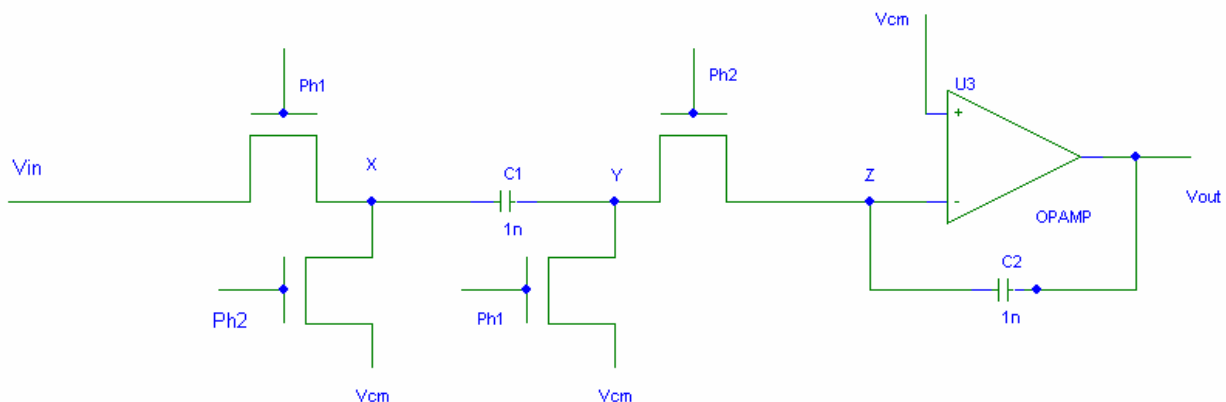 Vcm
U3
Ph1
Ph2
+
Vin
X
C1
Y
Z
-
Vout
1n
OPAMP
C2
Ph2
Ph1
1n
Vcm
Vcm